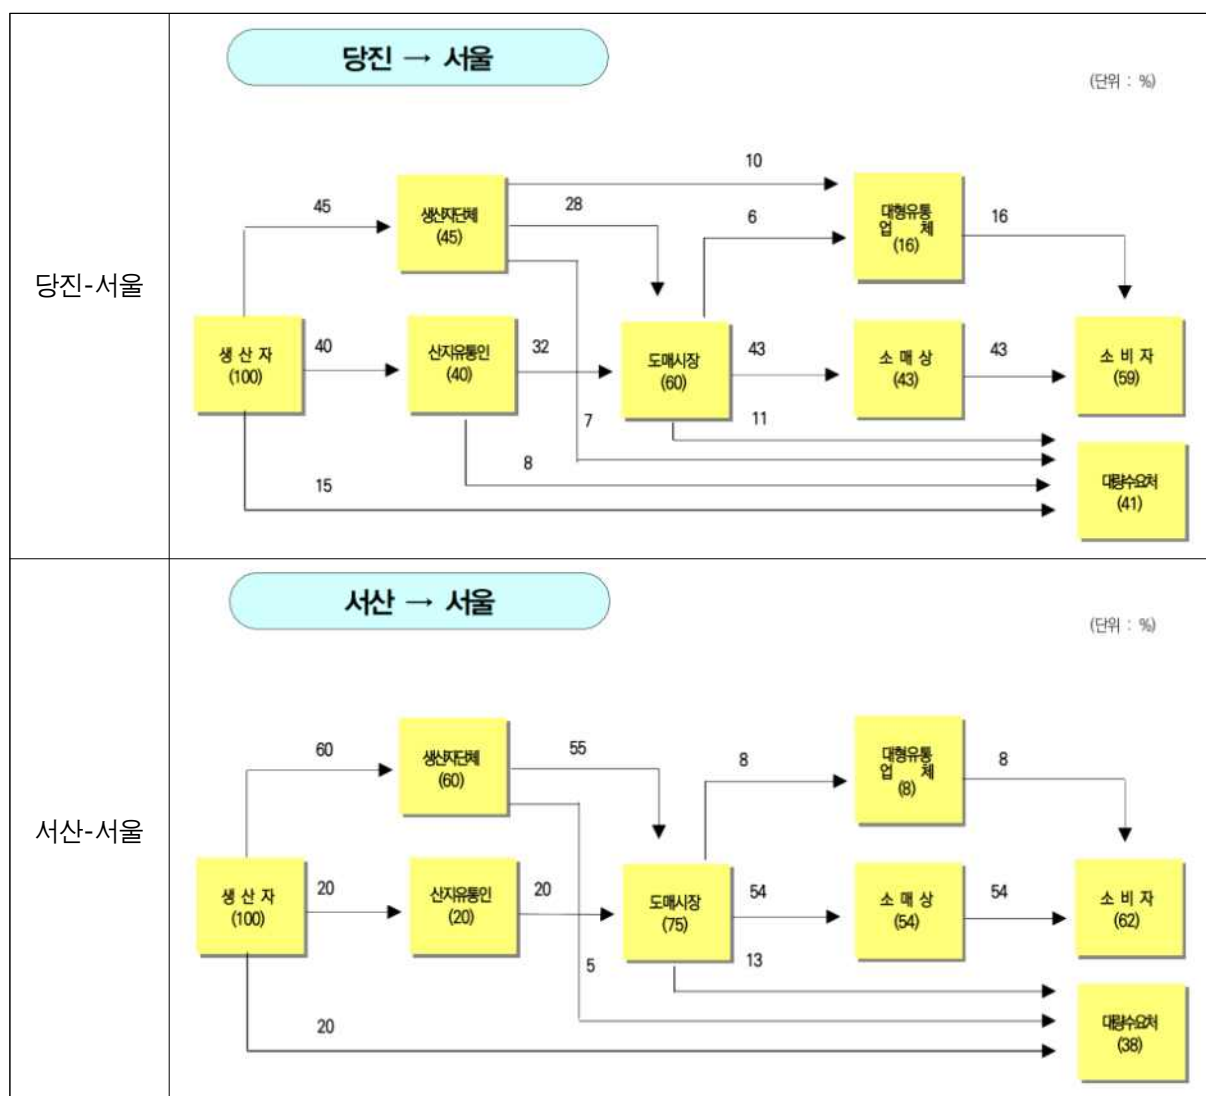 당진-서울
당진 → 서울
(단위 : %)
10
45
생산자단체
(45)
28
6
대형유통
업 체
(16)
16
생 산 자
(100)
40
산지유통인
(40)
32
도매시장
(60)
43
소 매 상
(43)
43
소 비 자
(59)
7
11
8
15
대량수요처
(41)
서산-서울
서산 → 서울
(단위 : %)
60
생산자단체
(60)
55
8
대형유통
업 체
(8)
8
생 산 자
(100)
20
산지유통인
(20)
20
도매시장
(75)
54
소 매 상
(54)
54
소 비 자
(62)
5
13
20
대량수요처
(38)